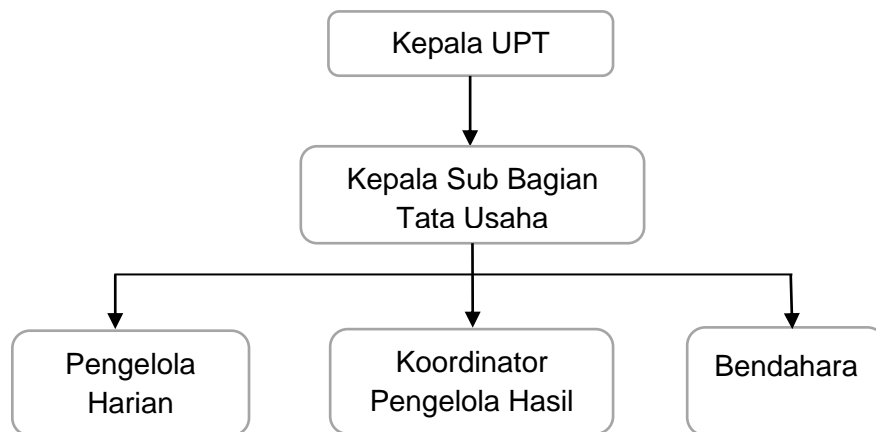 Kepala UPT
Kepala Sub Bagian
Tata Usaha
Pengelola
Harian
Koordinator
Pengelola Hasil
Bendahara